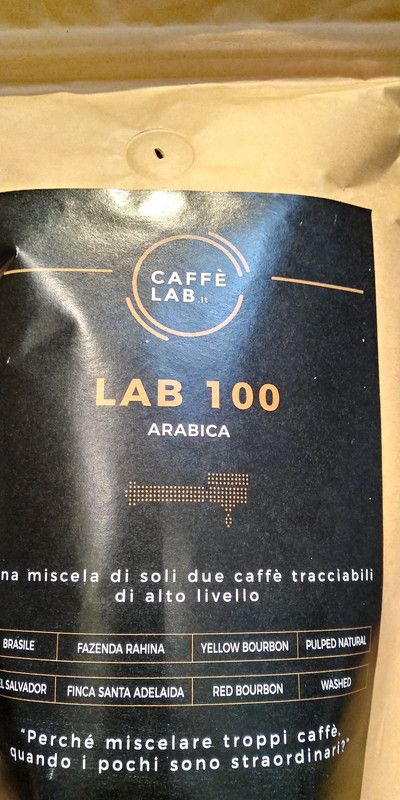 CAFFÈ
LAB.it
LAB 100
ARABICA
na miscela di soli due caffè tracciabili
di alto livello
BRASILE FAZENDA RAHINA YELLOW BOURBON PULPED NATURAL
EL SALVADOR FINCA SANTA ADELAIDA RED BOURBON WASHED
"Perché miscelare troppi caffè,
quando i pochi sono straordinari?"